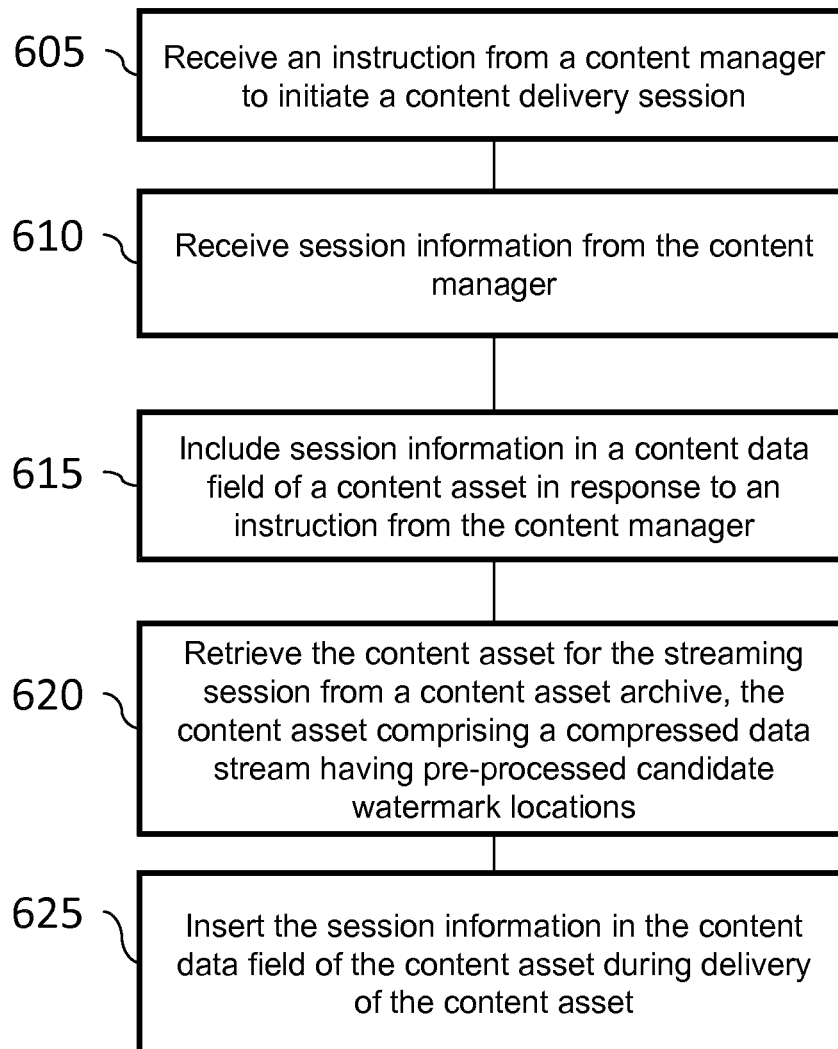 605
Receive an instruction from a content manager
to initiate a content delivery session
610
Receive session information from the content
manager
615
Include session information in a content data
field of a content asset in response to an
instruction from the content manager
620
Retrieve the content asset for the streaming
session from a content asset archive, the
content asset comprising a compressed data
stream having pre-processed candidate
watermark locations
625
Insert the session information in the content
data field of the content asset during delivery
of the content asset